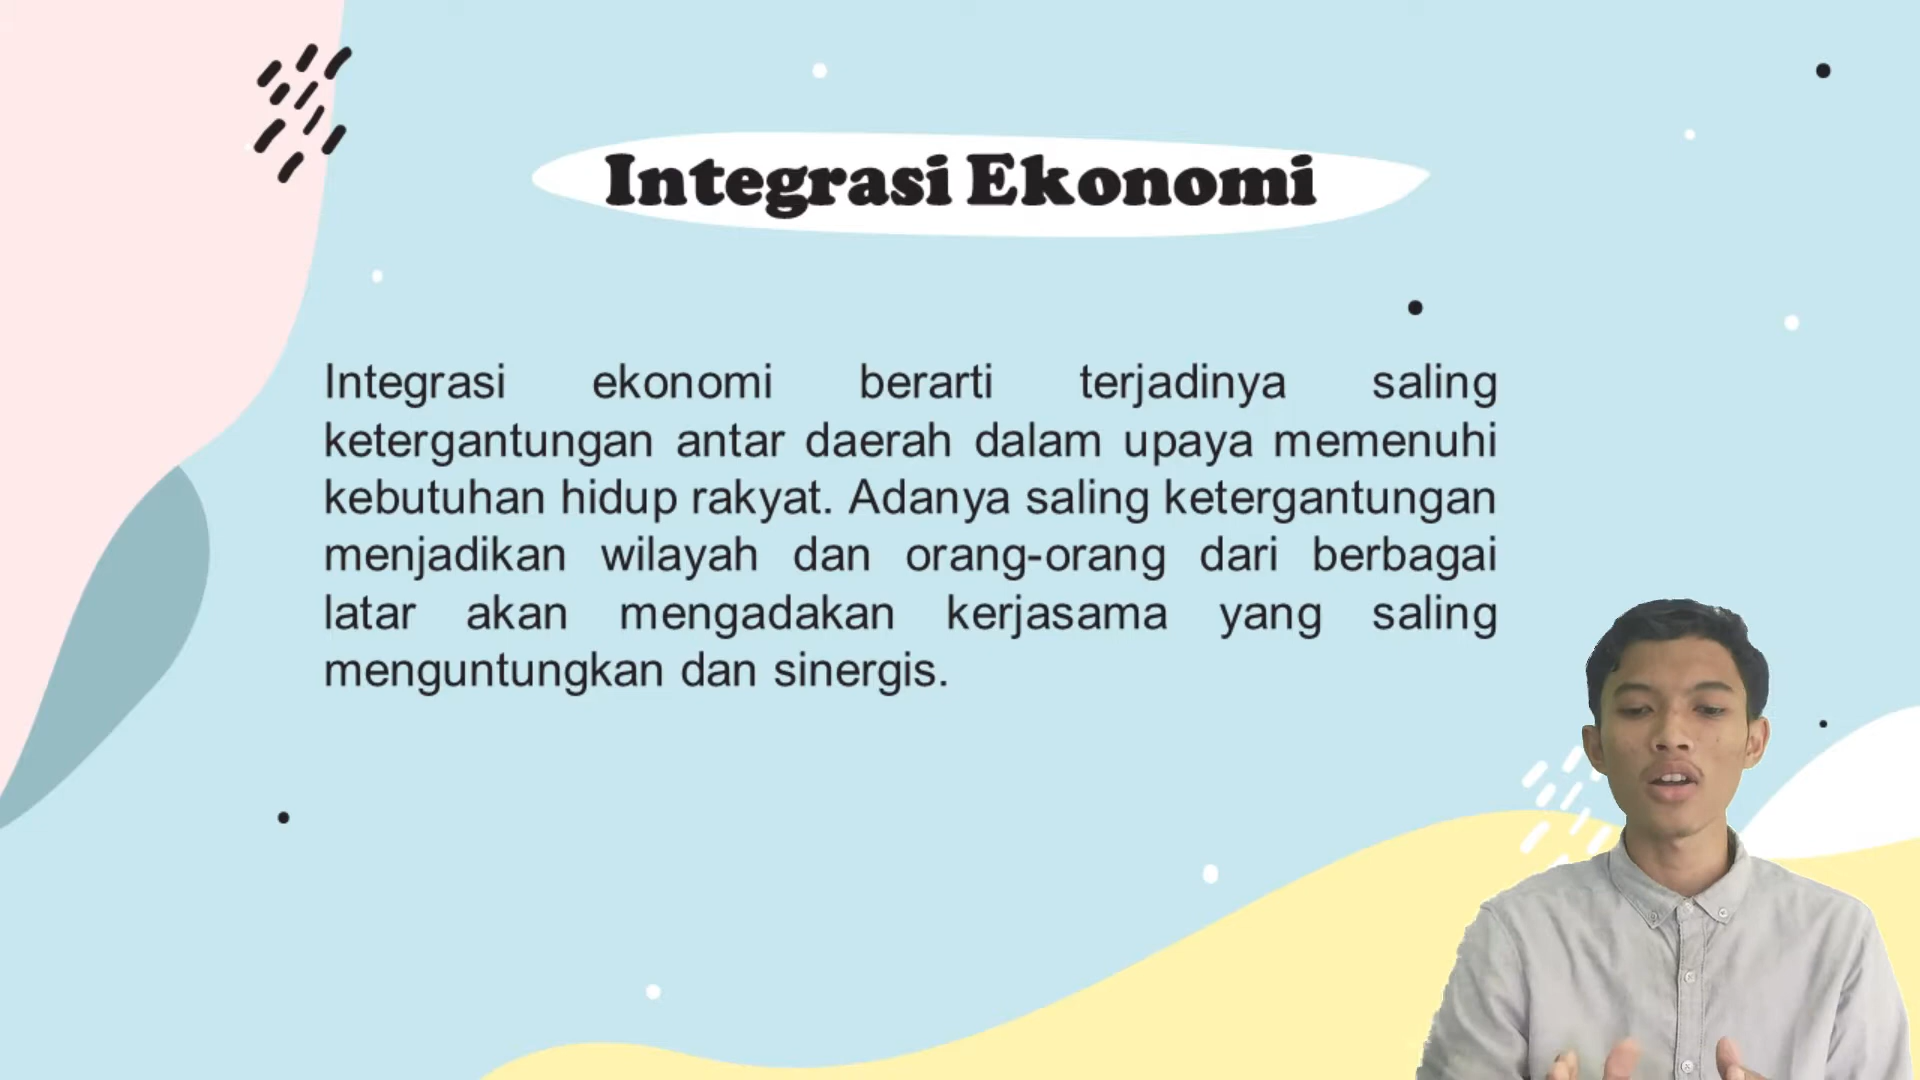 Integrasi Ekonomi
Integrasi ekonomi berarti terjadinya saling
ketergantungan antar daerah dalam upaya memenuhi
kebutuhan hidup rakyat. Adanya saling ketergantungan
menjadikan wilayah dan orang-orang dari berbagai
latar akan mengadakan kerjasama yang saling
menguntungkan dan sinergis.